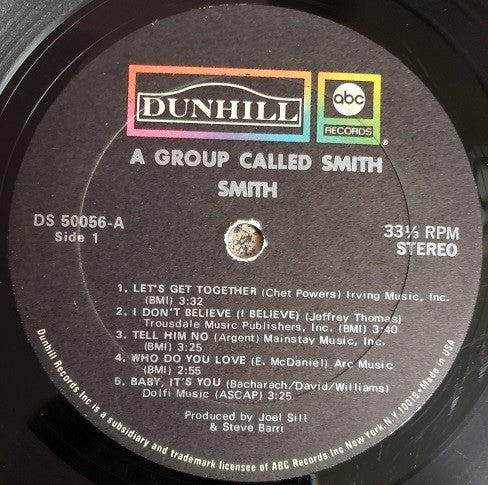 DUNHILL
abc
RECORDS
®
A GROUP CALLED SMITH
SMITH
DS 50056-A
Side 1
33⅓ RPM
STEREO
1. LET'S GET TOGETHER (Chet Powers) Irving Music, Inc.
(BMI) 3:32
2. I DON'T BELIEVE (I BELIEVE) (Jeffrey Thomas)
Trousdale Music Publishers, Inc. (BMI) 3:40
3. TELL HIM NO (Argent) Mainstay Music, Inc.
(BMI) 3:25
4. WHO DO YOU LOVE (E. McDaniel) Arc Music
(BMI) 2:55
5. BABY, IT'S YOU (Bacharach/David/Williams)
Dolfi Music (ASCAP) 3:25
Produced by Joel Sill
& Steve Barri
Dunhill Records, Inc. is a subsidiary and trademark licensee of ABC Records, Inc. New York, N.Y. 10019 • Made in USA